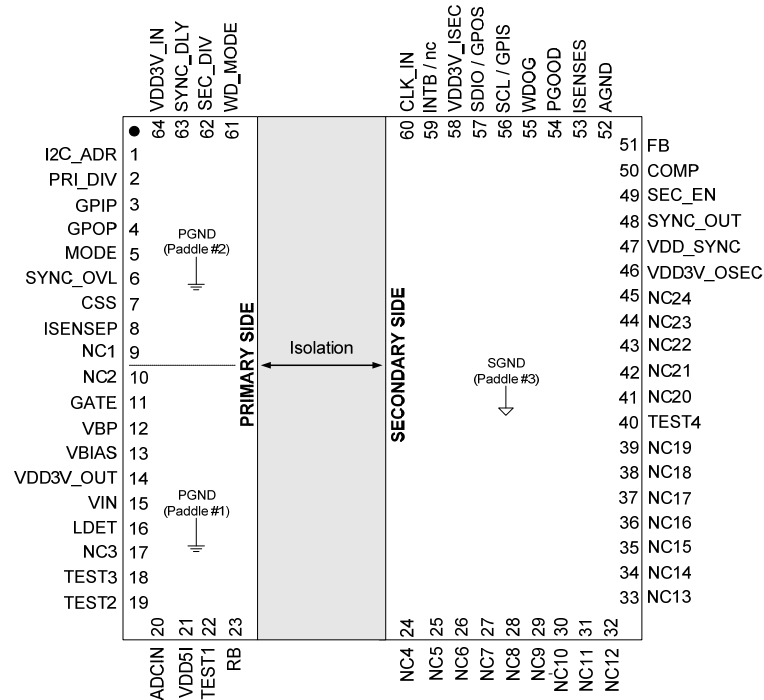 VDD3V_IN
SYNC_DLY
SEC_DIV
WD_MODE
CLK_IN
INTB / nc
VDD3V_ISEC
SDIO / GPOS
SCL / GPIS
WDOG
PGOOD
ISENSES
AGND
64 63 62 61 60 59 58 57 56 55 54 53 52
I2C_ADR 1
PRI_DIV 2
GPIP 3
GPOP 4
MODE 5
SYNC_OVL 6
CSS 7
ISENSEP 8
NC1 9
NC2 10
GATE 11
VBP 12
VBIAS 13
VDD3V_OUT 14
VIN 15
LDET 16
NC3 17
TEST3 18
TEST2 19
PGND
(Paddle #2)
PGND
(Paddle #1)
PRIMARY SIDE
Isolation
SECONDARY SIDE
SGND
(Paddle #3)
51 FB
50 COMP
49 SEC_EN
48 SYNC_OUT
47 VDD_SYNC
46 VDD3V_OSEC
45 NC24
44 NC23
43 NC22
42 NC21
41 NC20
40 TEST4
39 NC19
38 NC18
37 NC17
36 NC16
35 NC15
34 NC14
33 NC13
20 21 22 23 24 25 26 27 28 29 30 31 32
ADCIN
VDD5I
TEST1
RB
NC4
NC5
NC6
NC7
NC8
NC9
NC10
NC11
NC12